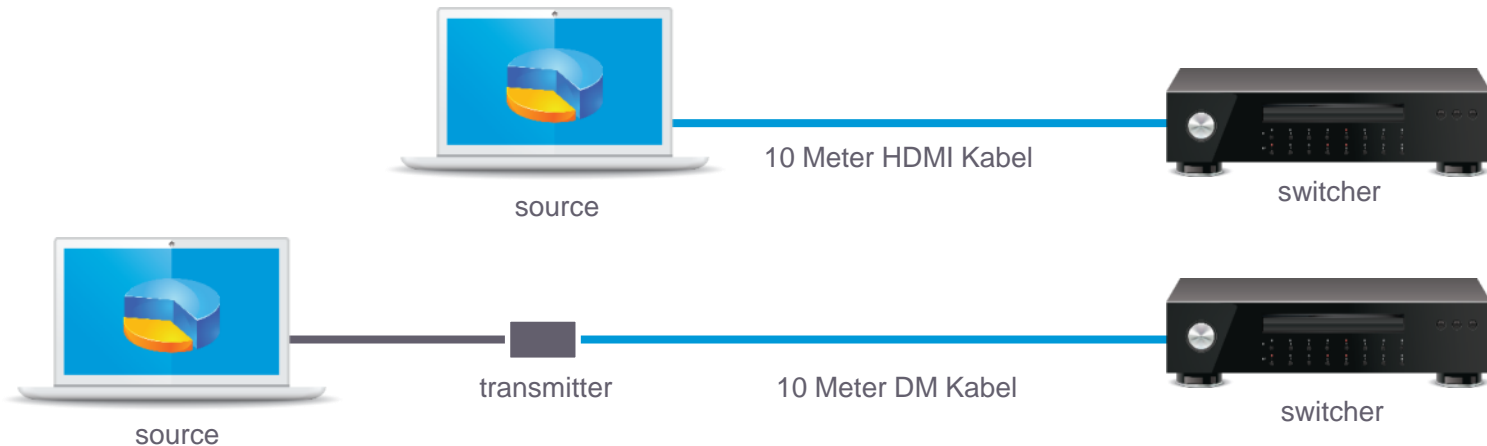 10 Meter HDMI Kabel
switcher
source
transmitter
10 Meter DM Kabel
switcher
source